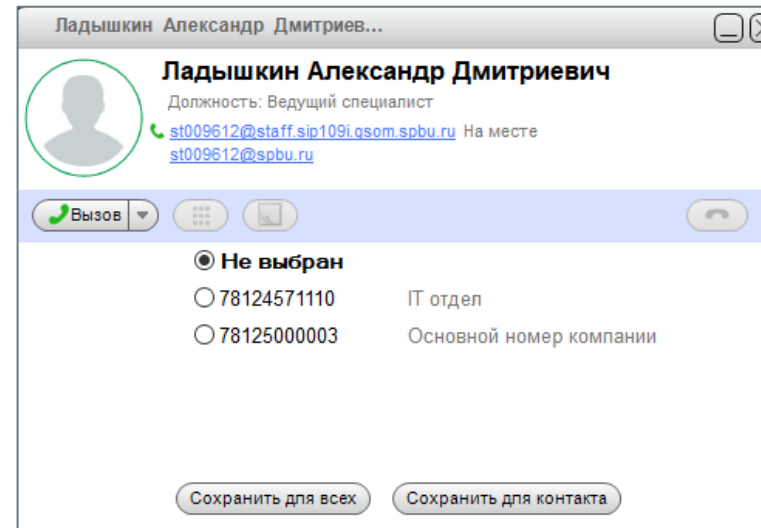 Ладышкин Александр Дмитриев...
Ладышкин Александр Дмитриевич
Должность: Ведущий специалист
st009612@staff.sip109i.gsom.spbu.ru На месте
st009612@spbu.ru
Вызов
Не выбран
78124571110 IT отдел
78125000003 Основной номер компании
Сохранить для всех Сохранить для контакта